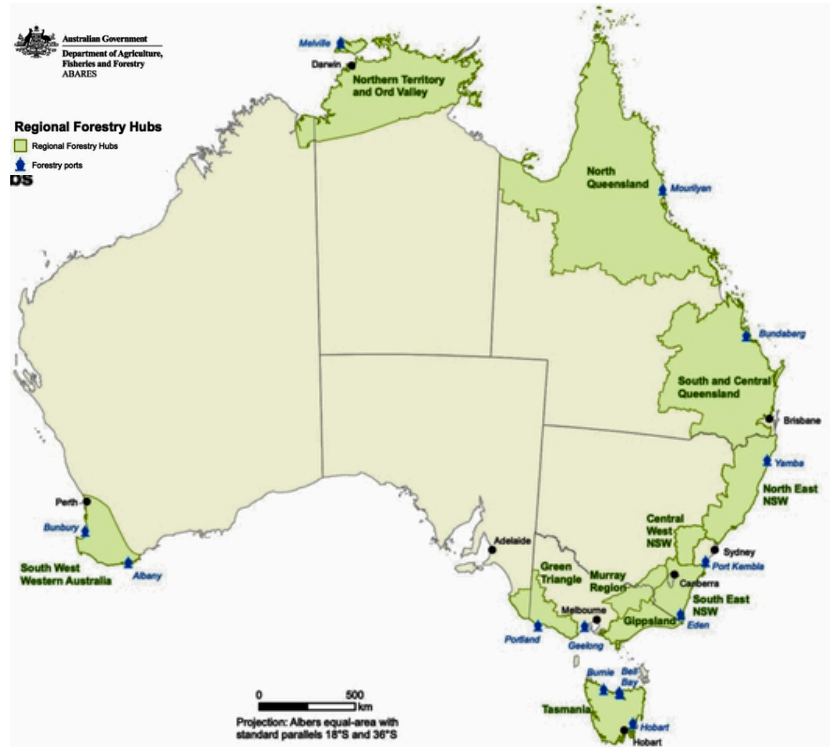 Australian Government
Department of Agriculture,
Fisheries and Forestry
ABARES
Regional Forestry Hubs
Regional Forestry Hubs
Forestry ports
Melville
Darwin
Northern Territory
and Ord Valley
North
Queensland
Mourilyan
Bundaberg
South and Central
Queensland
Brisbane
Yamba
North East
NSW
Central
West
NSW
Sydney
Port Kembla
Canberra
South East
NSW
Eden
Perth
Bunbury
South West
Western Australia
Albany
Adelaide
Green
Triangle
Murray
Region
Melbourne
Gippsland
Portland
Geelong
Burnie
Bell
Bay
Tasmania
Hobart
Hobart
0 500
km
Projection: Albers equal-area with
standard parallels 18°S and 36°S